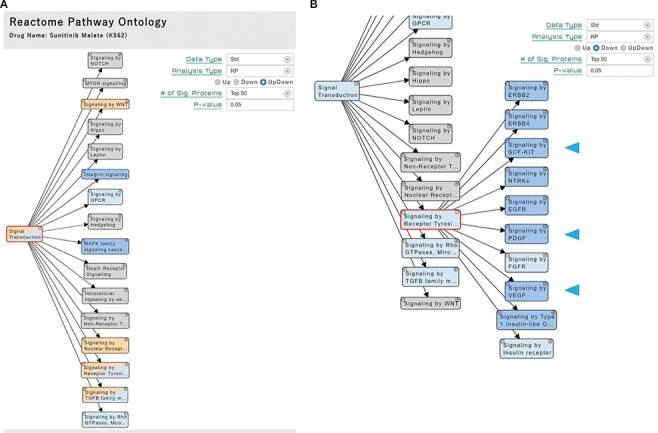 A
Reactome Pathway Ontology
Drug Name: Sunitinib Malate (K562)
Data Type
Std
Analysis Type
RP
Up
Down
UpDown
# of Sig. Proteins
Top 50
P-value
0.05
Signaling by
NOTCH
MTOR signalling
Signaling by WNT
Signaling by
Hippo
Signaling by
Leptin
Integrin signaling
Signaling by
GPCR
Signaling by
Hedgehog
Signal
Transduction
MAPK family
signaling casca...
Death Receptor
Signalling
Intracellular
signaling by se...
Signaling by
Non-Receptor T...
Signaling by
Nuclear Recept...
Signaling by
Receptor Tyrosi...
Signaling by
TGFB family m...
Signaling by Rho
GTPases, Miro...
B
Data Type
Std
Analysis Type
RP
Up
Down
UpDown
# of Sig. Proteins
Top 50
P-value
0.05
Signaling by
GPCR
Signaling by
Hedgehog
Signaling by
Hippo
Signal
Transduction
Signaling by
Leptin
Signaling by
NOTCH
Signaling by
Non-Receptor T...
Signaling by
Nuclear Recept...
Signaling by
Receptor Tyrosi...
Signaling by Rho
GTPases, Miro...
Signaling by
TGFB family m...
Signaling by WNT
Signaling by
ERBB2
Signaling by
ERBB4
Signaling by
SCF-KIT
Signaling by
NTRKs
Signaling by
EGFR
Signaling by
PDGF
Signaling by
FGFR
Signaling by
VEGF
Signaling by Type
1 Insulin-like G...
Signaling by
Insulin receptor